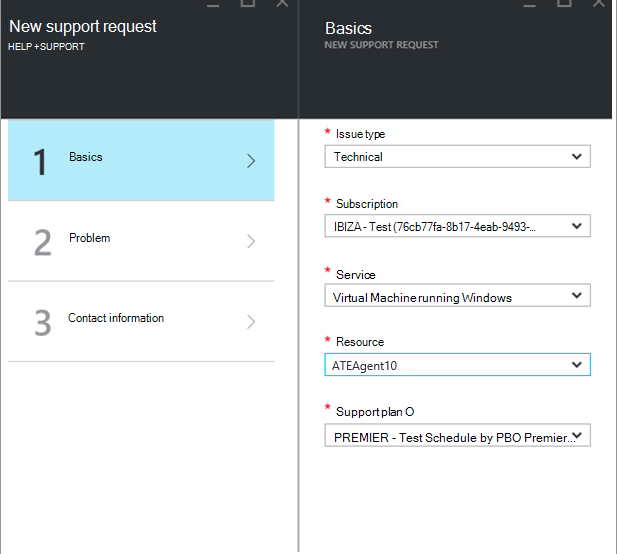 New support request
HELP +SUPPORT
1 Basics
2 Problem
3 Contact information
Basics
NEW SUPPORT REQUEST
* Issue type
Technical
* Subscription
IBIZA - Test (76cb77fa-8b17-4eab-9493-...
* Service
Virtual Machine running Windows
* Resource
ATEAgent10
* Support plan O
PREMIER - Test Schedule by PBO Premier...